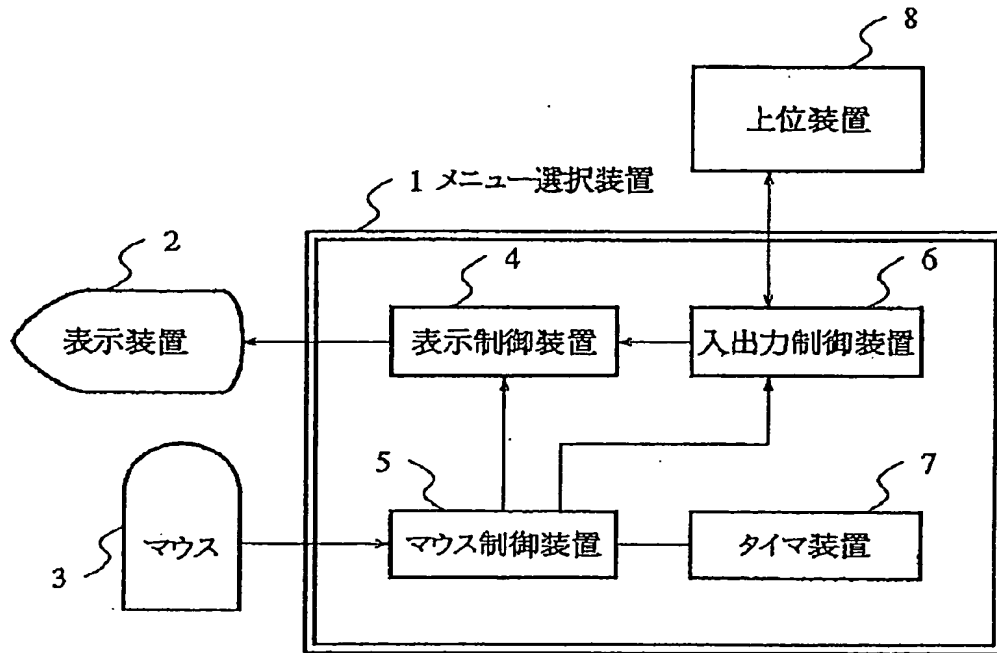 8
上位装置
1 メニュー選択装置
2
4
6
表示装置
表示制御装置
入出力制御装置
5
7
マウス
マウス制御装置
タイマ装置
3